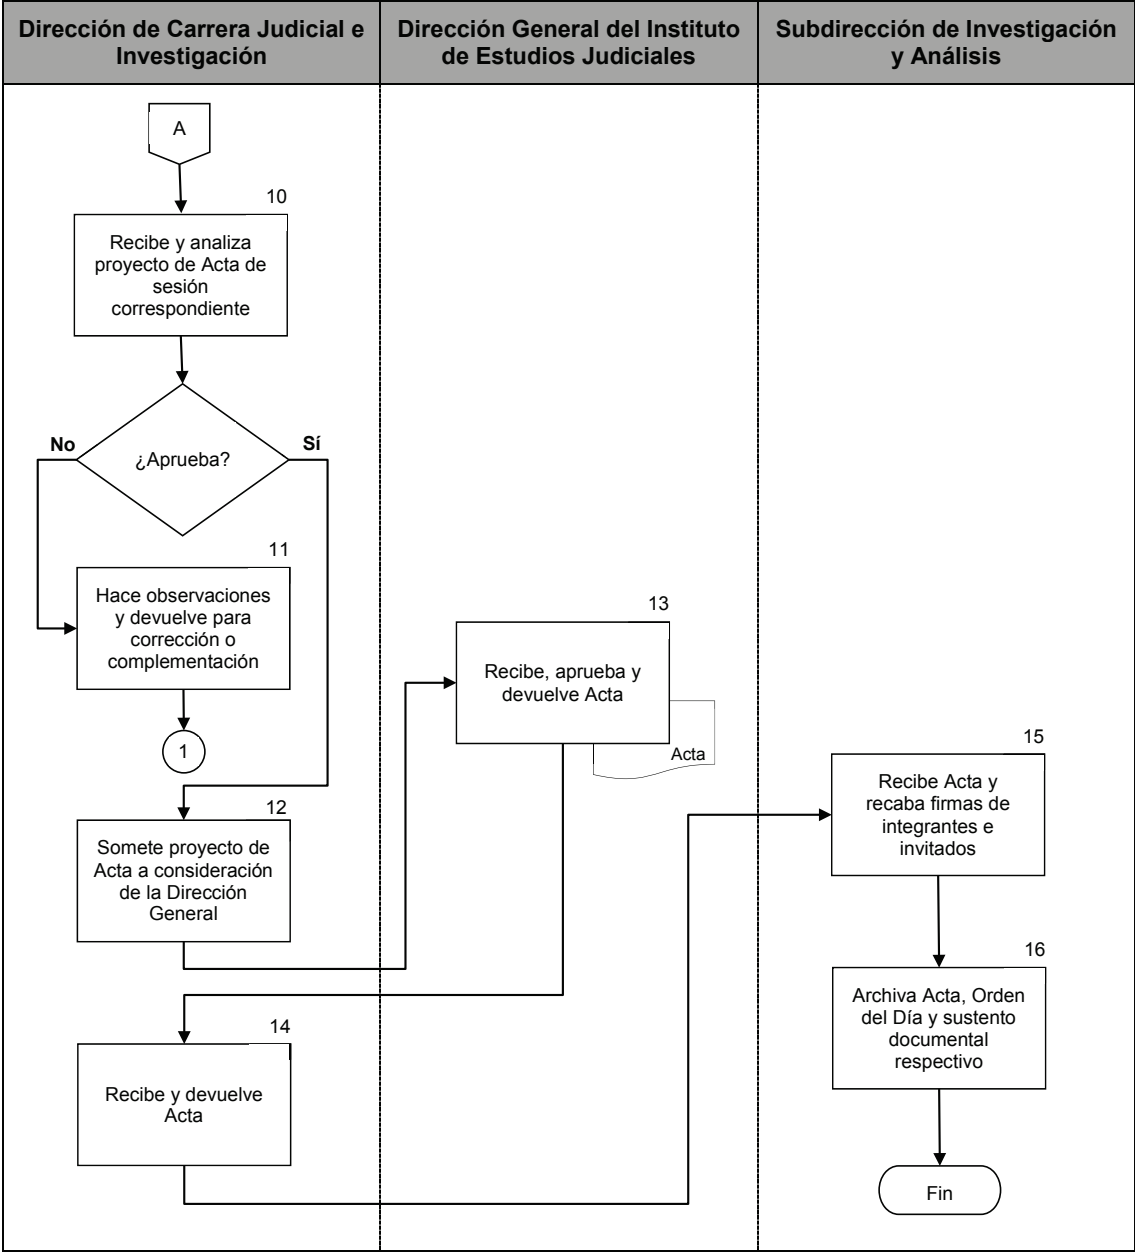 Dirección de Carrera Judicial e
Investigación
Dirección General del Instituto
de Estudios Judiciales
Subdirección de Investigación
y Análisis
A
10
Recibe y analiza
proyecto de Acta de
sesión
correspondiente
No
Sí
¿Aprueba?
11
Hace observaciones
y devuelve para
corrección o
complementación
1
12
Somete proyecto de
Acta a consideración
de la Dirección
General
13
Recibe, aprueba y
devuelve Acta
Acta
14
Recibe y devuelve
Acta
15
Recibe Acta y
recaba firmas de
integrantes e
invitados
16
Archiva Acta, Orden
del Día y sustento
documental
respectivo
Fin